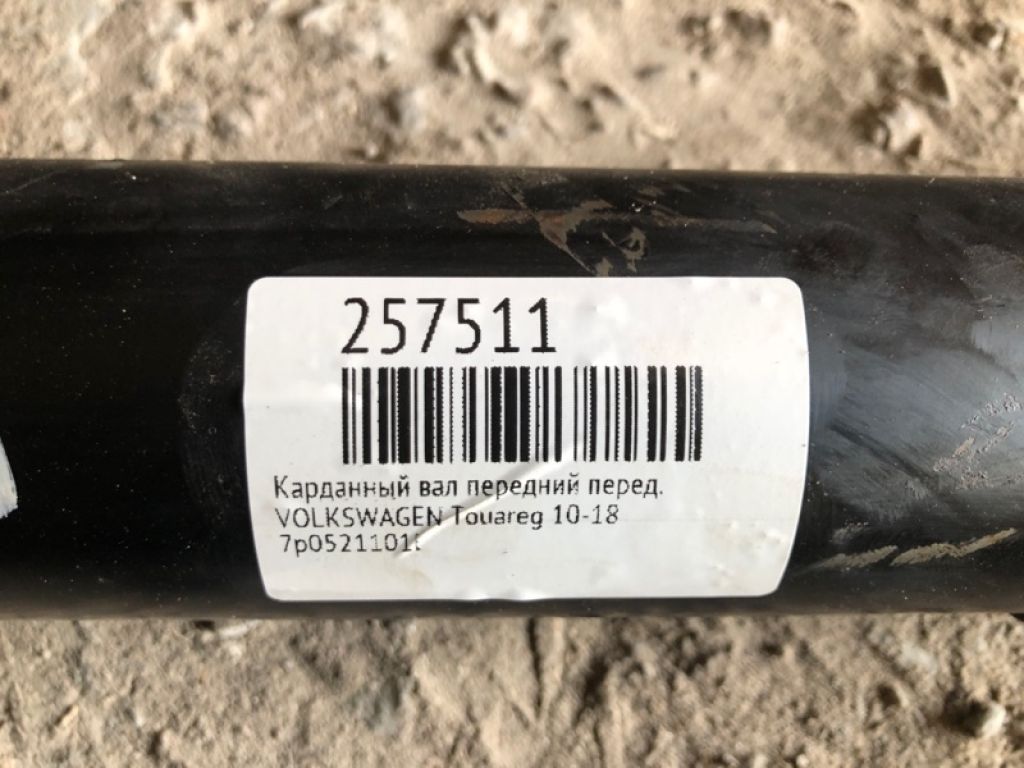 257511
Карданный вал передний перед.
VOLKSWAGEN Touareg 10-18